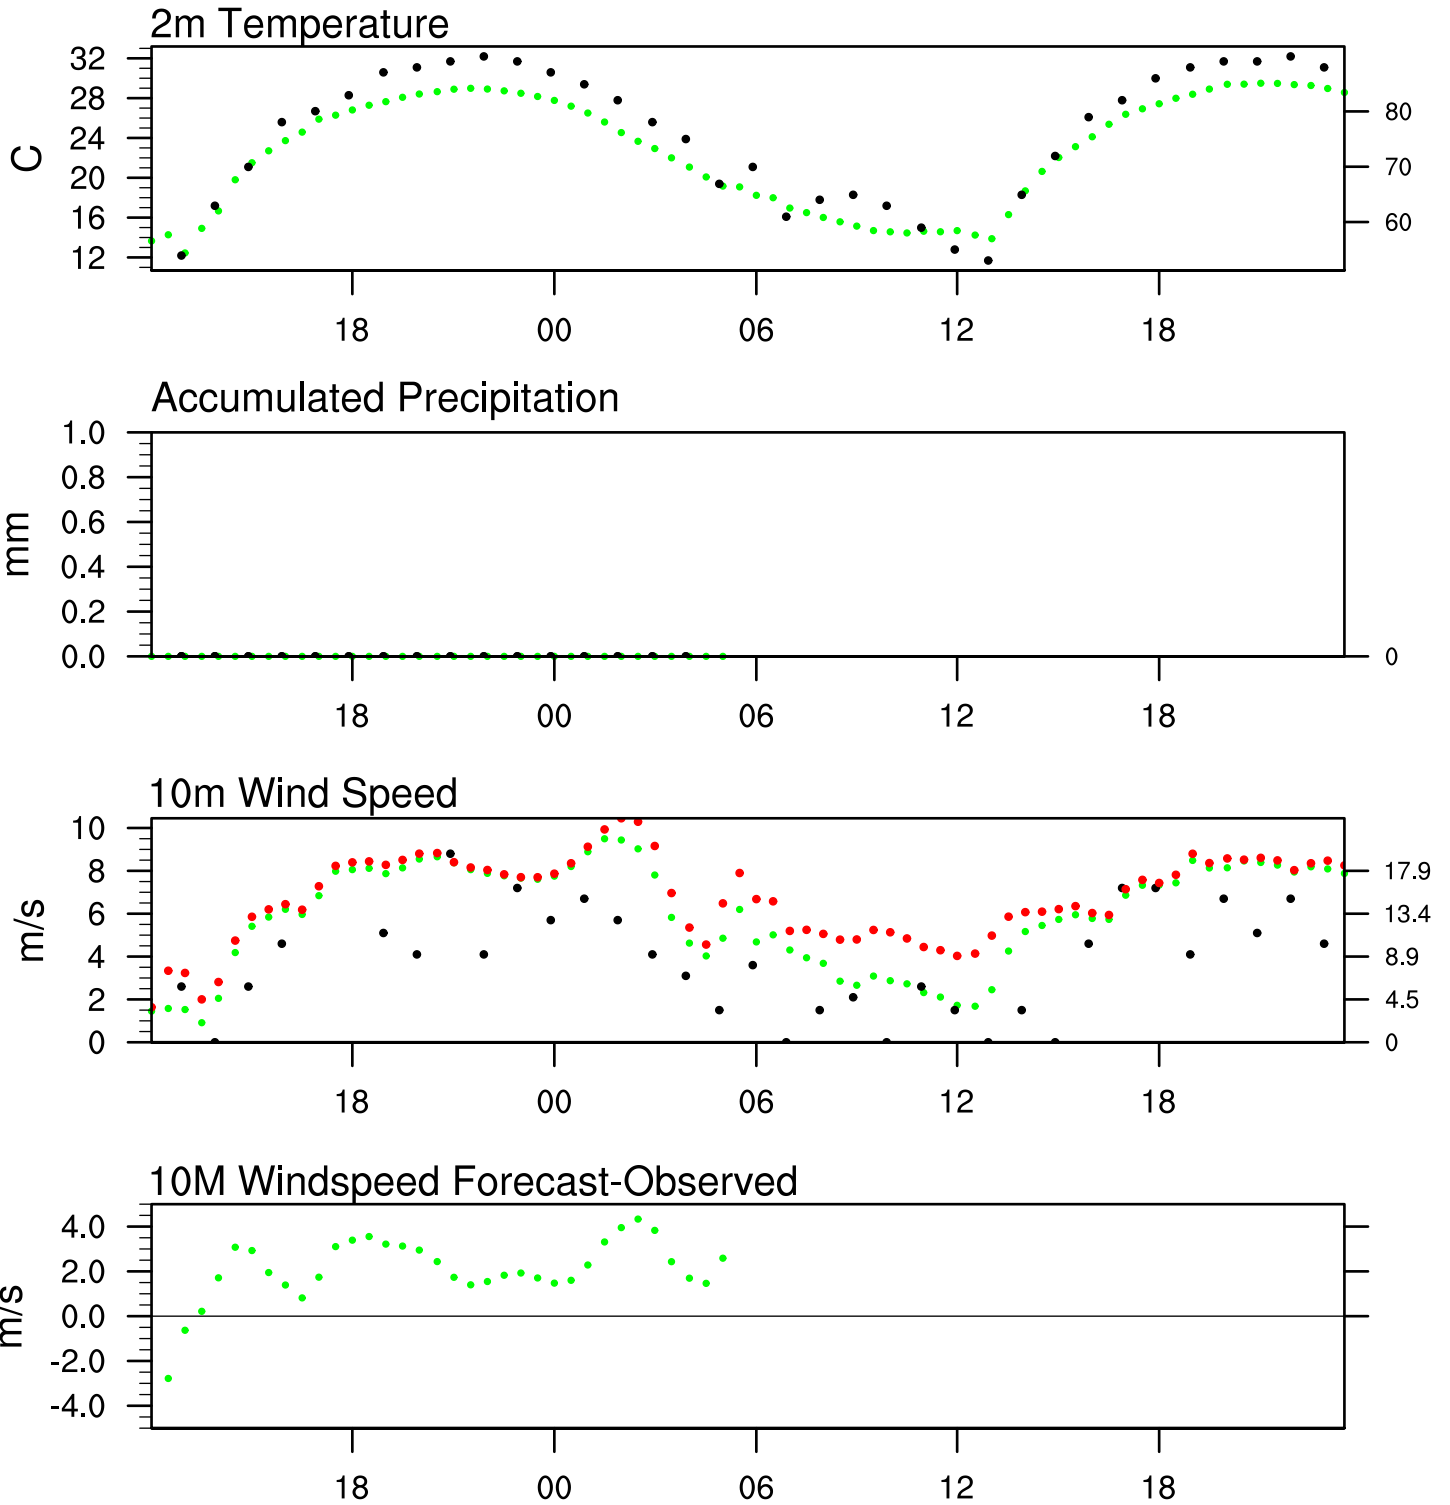 2m Temperature
32
28
24
20
16
12
C
80
70
60
18 00 06 12 18
Accumulated Precipitation
1.0
0.8
0.6
0.4
0.2
0.0
mm
0
18 00 06 12 18
10m Wind Speed
10
8
6
4
2
0
m/s
17.9
13.4
8.9
4.5
0
18 00 06 12 18
10M Windspeed Forecast-Observed
4.0
2.0
0.0
-2.0
-4.0
m/s
18 00 06 12 18